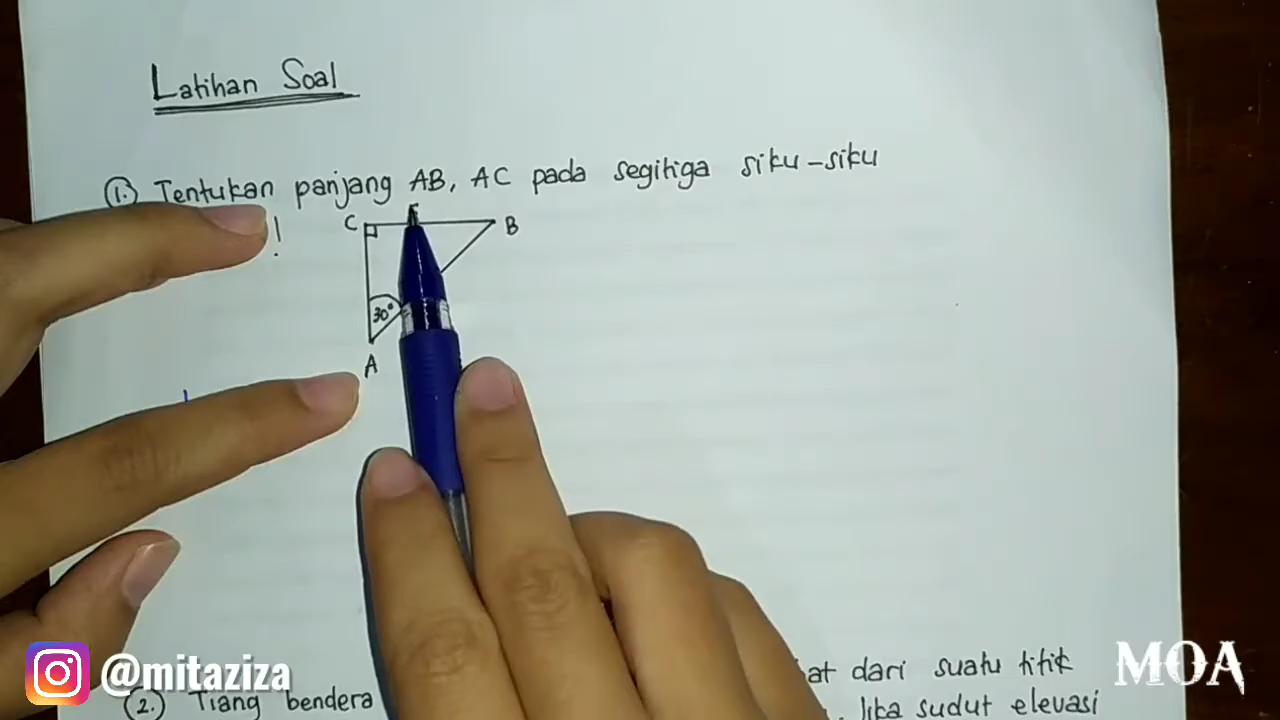 Latihan Soal
1. Tentukan panjang AB, AC pada segitiga siku-siku
!
C
B
30°
A
at dari suatu titik
2. Tiang bendera
Jika sudut elevasi
@mitaziza
MOA